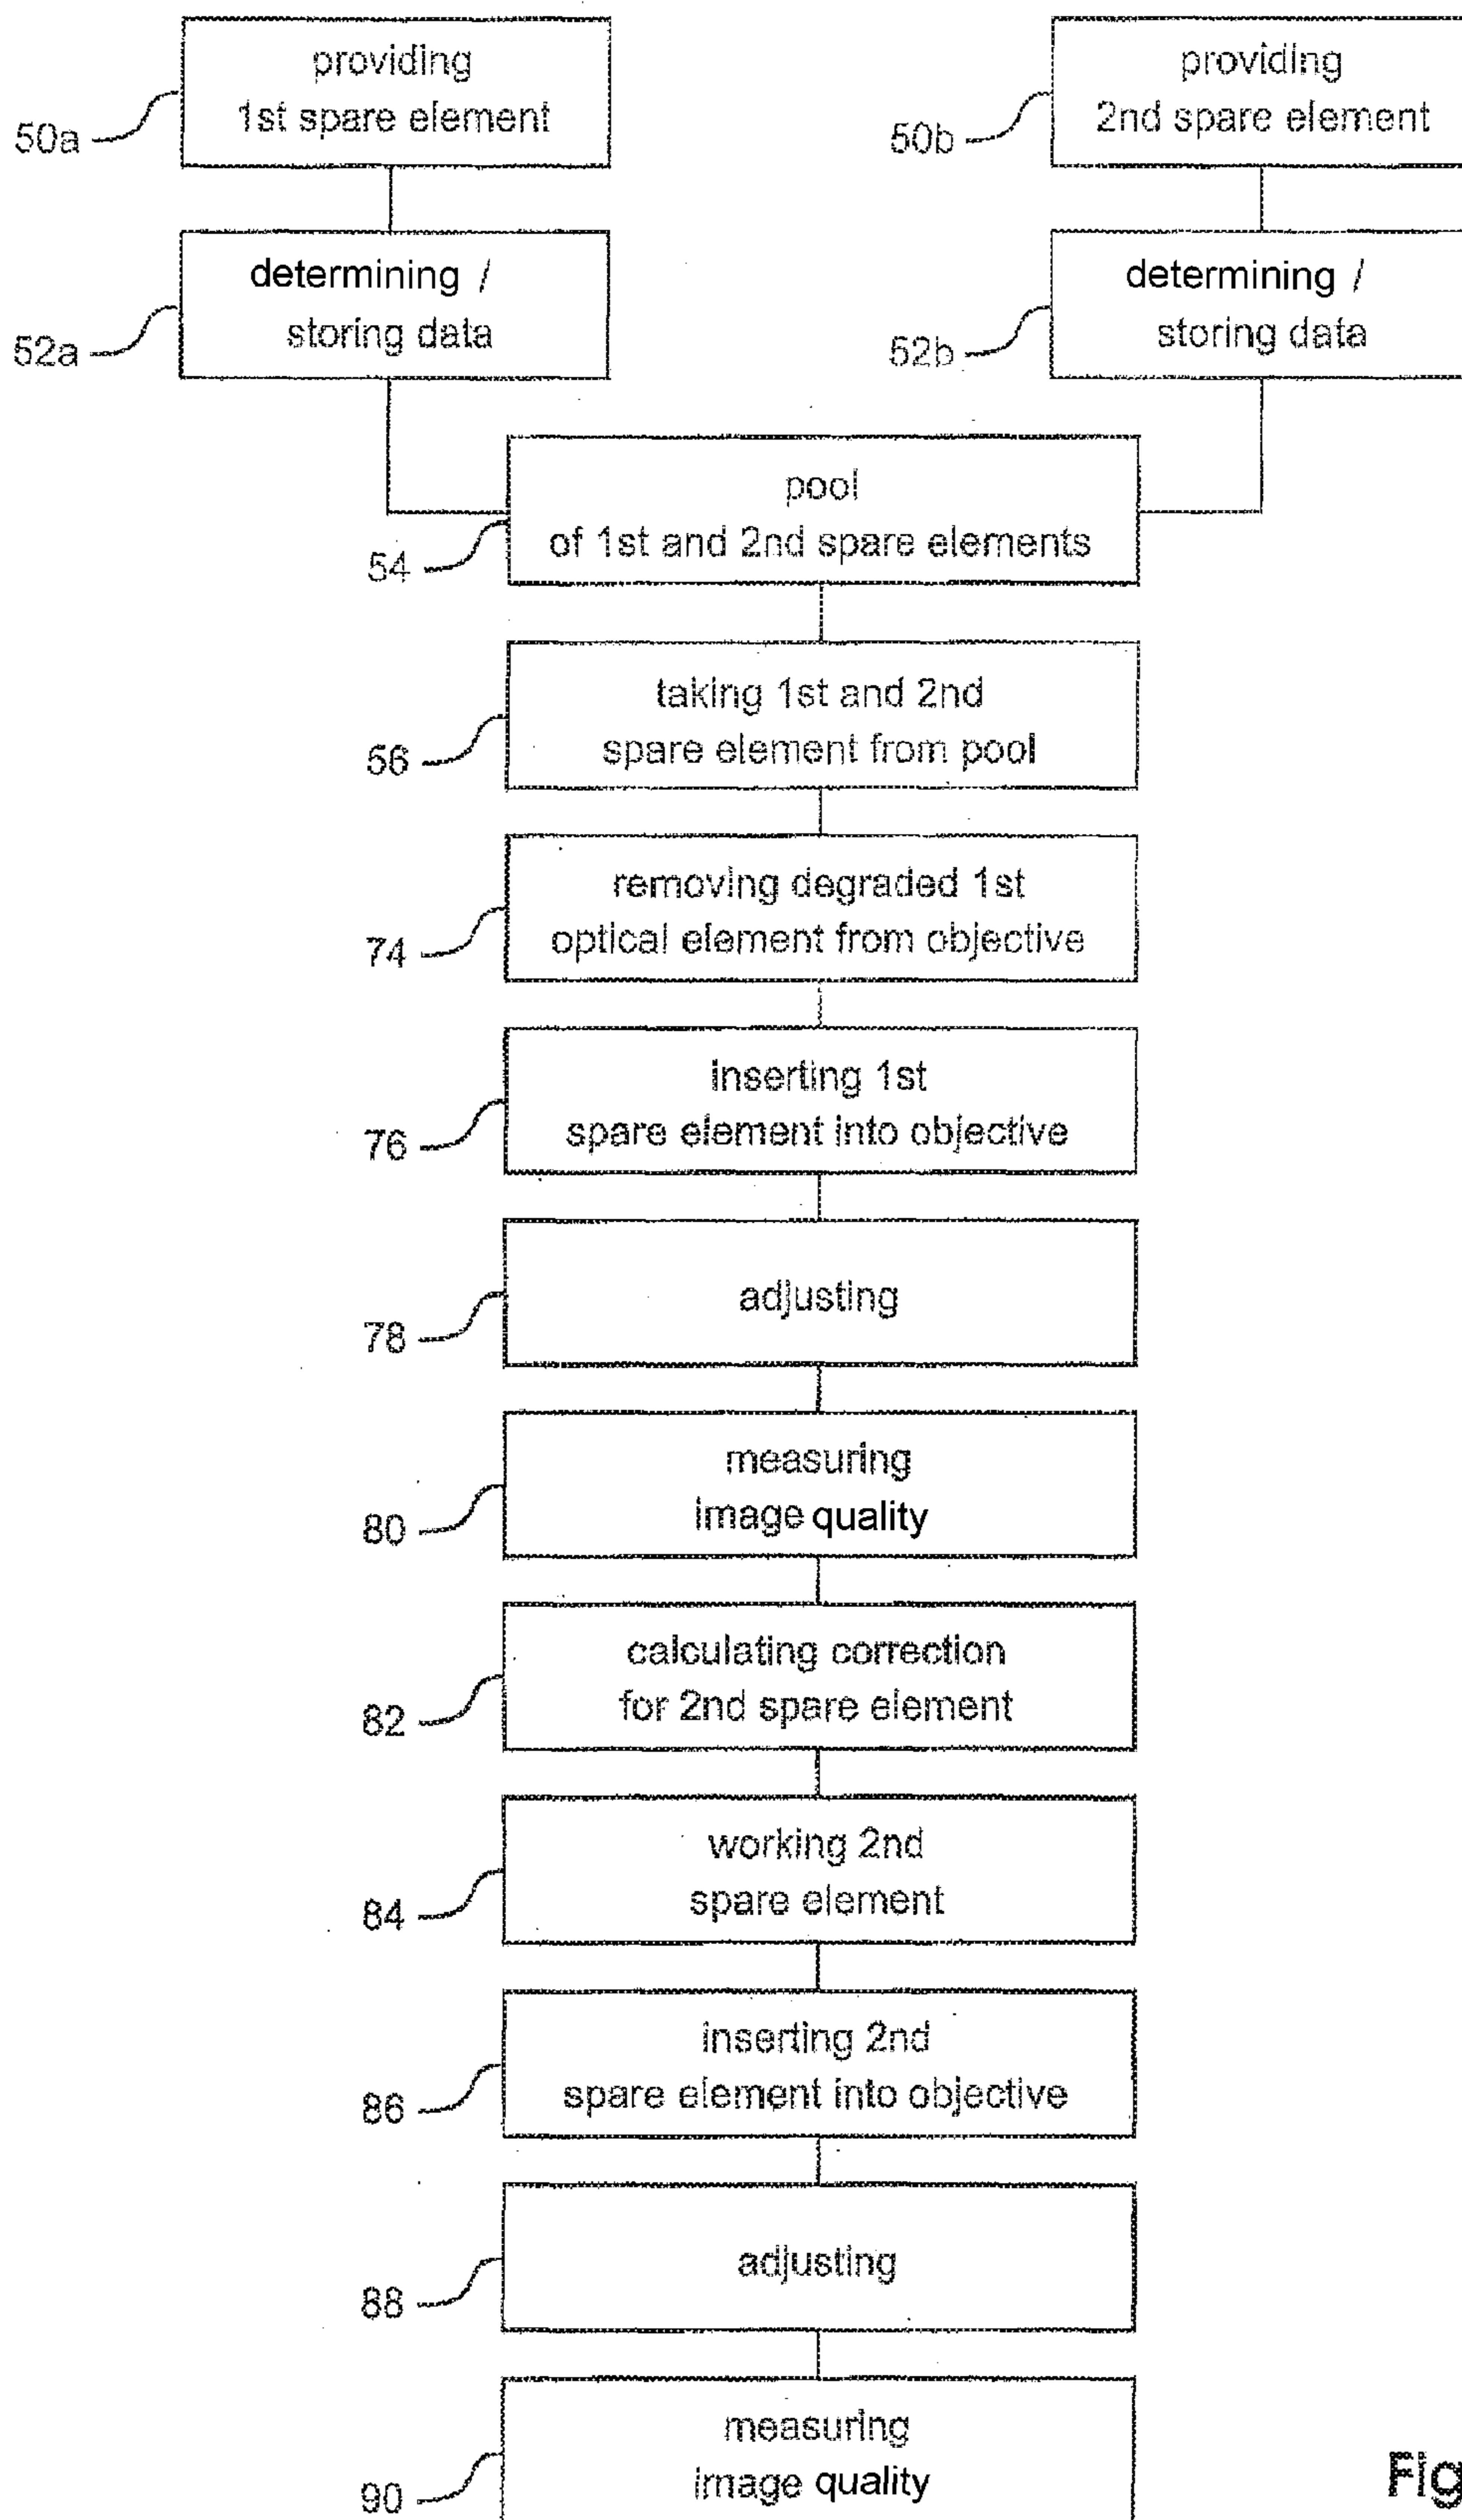 providing
1st spare element
50a
providing
2nd spare element
50b
determining /
storing data
52a
determining /
storing data
52b
pool
of 1st and 2nd spare elements
54
taking 1st and 2nd
spare element from pool
56
removing degraded 1st
optical element from objective
74
inserting 1st
spare element into objective
76
adjusting
78
measuring
image quality
80
calculating correction
for 2nd spare element
82
working 2nd
spare element
84
inserting 2nd
spare element into objective
86
adjusting
88
measuring
image quality
90
Fig